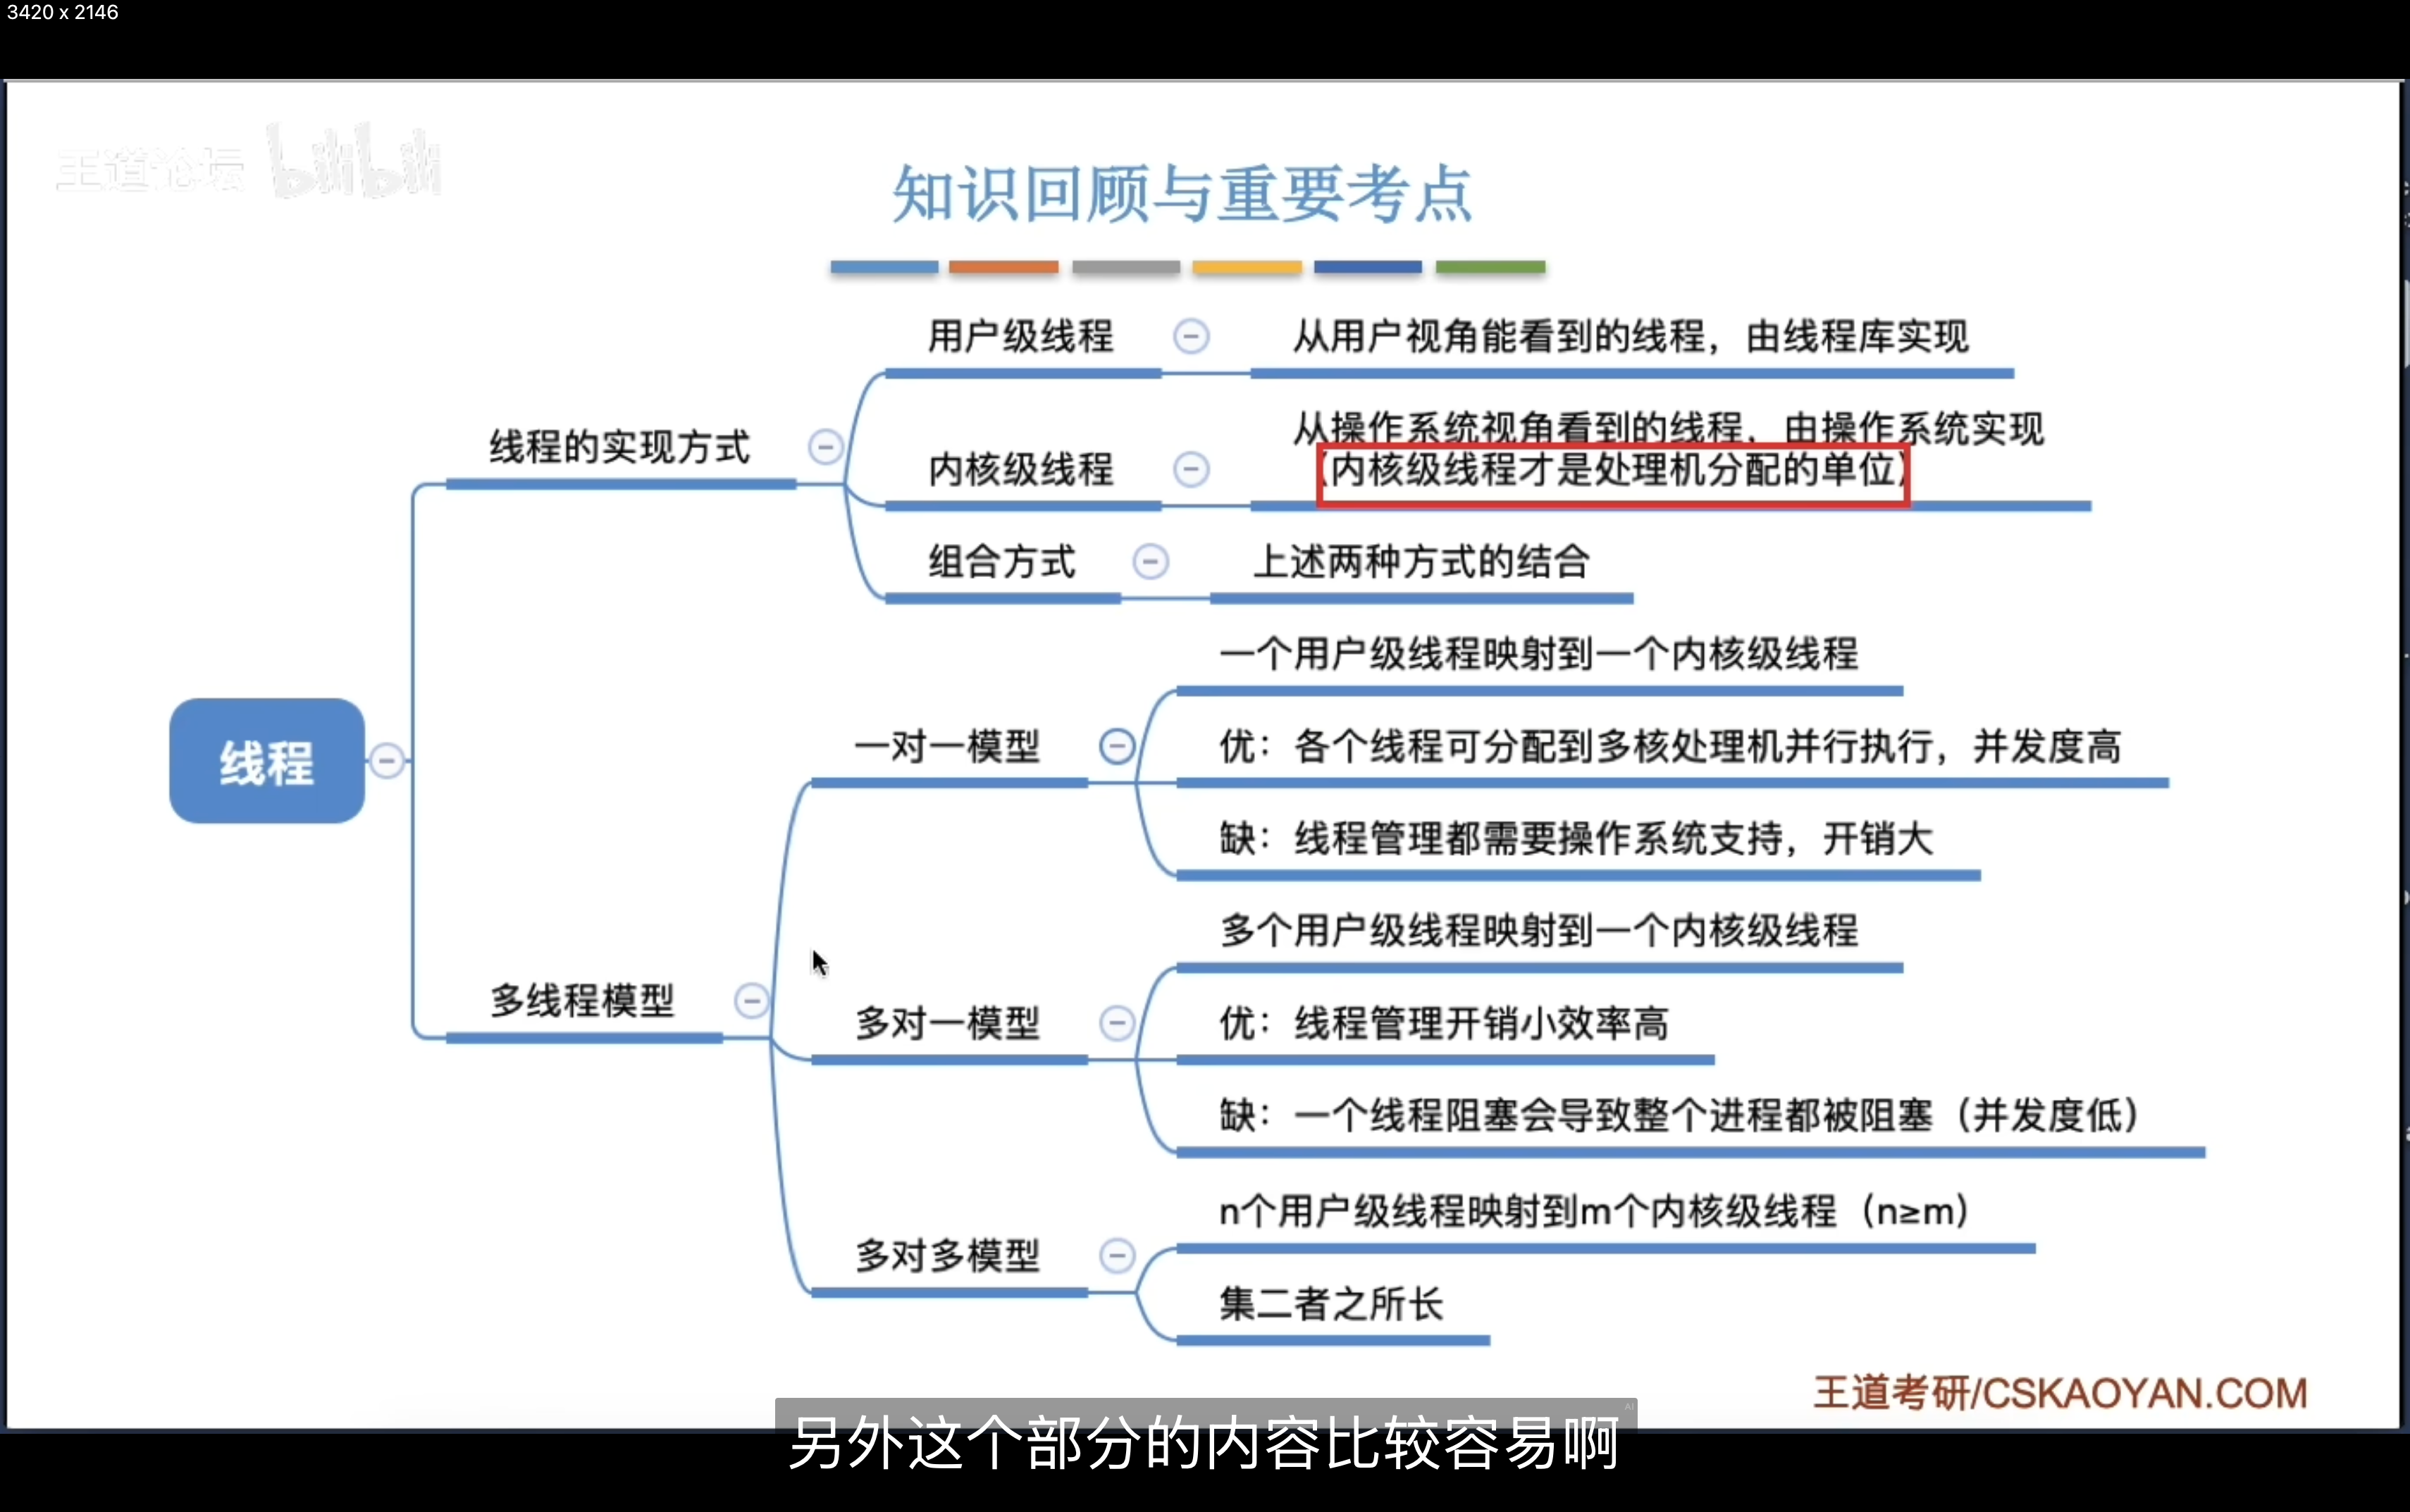 3420 x 2146
王道论坛 bilibili
知识回顾与重要考点
线程
线程的实现方式
用户级线程
从用户视角能看到的线程，由线程库实现
内核级线程
从操作系统视角看到的线程，由操作系统实现
（内核级线程才是处理机分配的单位）
组合方式
上述两种方式的结合
多线程模型
一对一模型
一个用户级线程映射到一个内核级线程
优：各个线程可分配到多核处理机并行执行，并发度高
缺：线程管理都需要操作系统支持，开销大
多对一模型
多个用户级线程映射到一个内核级线程
优：线程管理开销小效率高
缺：一个线程阻塞会导致整个进程都被阻塞（并发度低）
多对多模型
n个用户级线程映射到m个内核级线程（n≥m）
集二者之所长
王道考研/CSKAOYAN.COM
AI
另外这个部分的内容比较容易啊